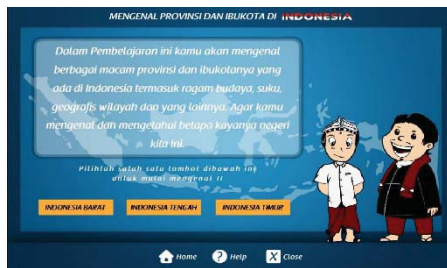 MENGENAL PROVINSI DAN IBUKOTA DI INDONESIA
Dalam Pembelajaran ini kamu akan mengenal
berbagai macam provinsi dan ibukotanya yang
ada di Indonesia termasuk ragam budaya, suku,
geografis wilayah dan yang lainnya. Agar kamu
mengenal dan mengetahui betapa kayanya negeri
kita ini.
Pilihlah salah satu tombol dibawah ini
untuk mulai mengenal !!
INDONESIA BARAT INDONESIA TENGAH INDONESIA TIMUR
Home ? Help X Close